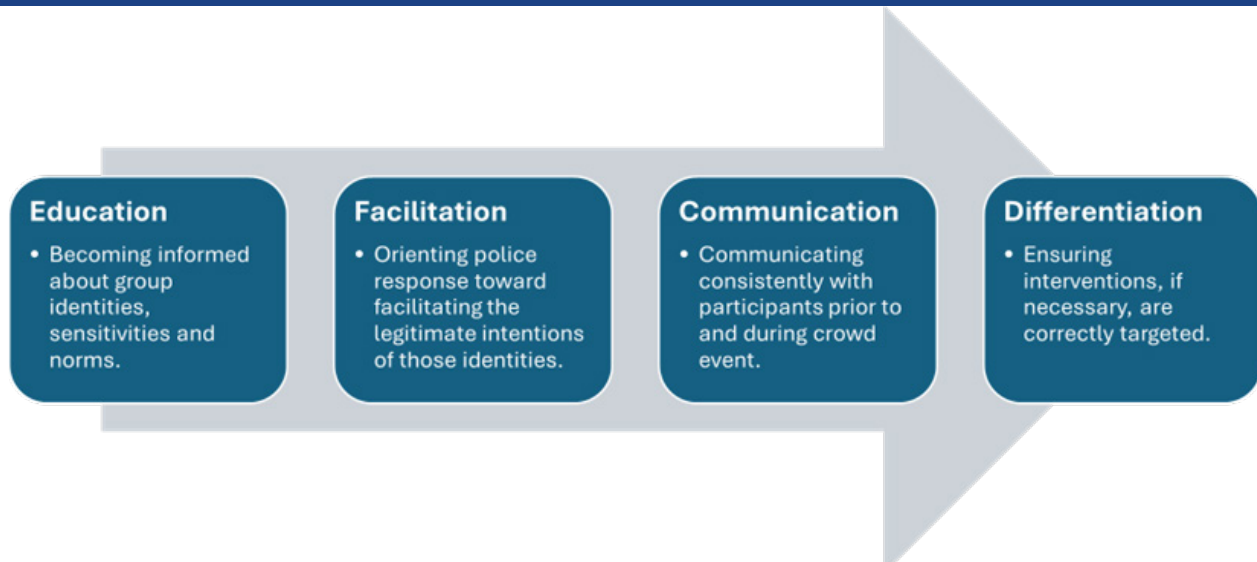 Education
• Becoming informed
about group
identities,
sensitivities and
norms.
Facilitation
• Orienting police
response toward
facilitating the
legitimate intentions
of those identities.
Communication
• Communicating
consistently with
participants prior to
and during crowd
event.
Differentiation
• Ensuring
interventions, if
necessary, are
correctly targeted.